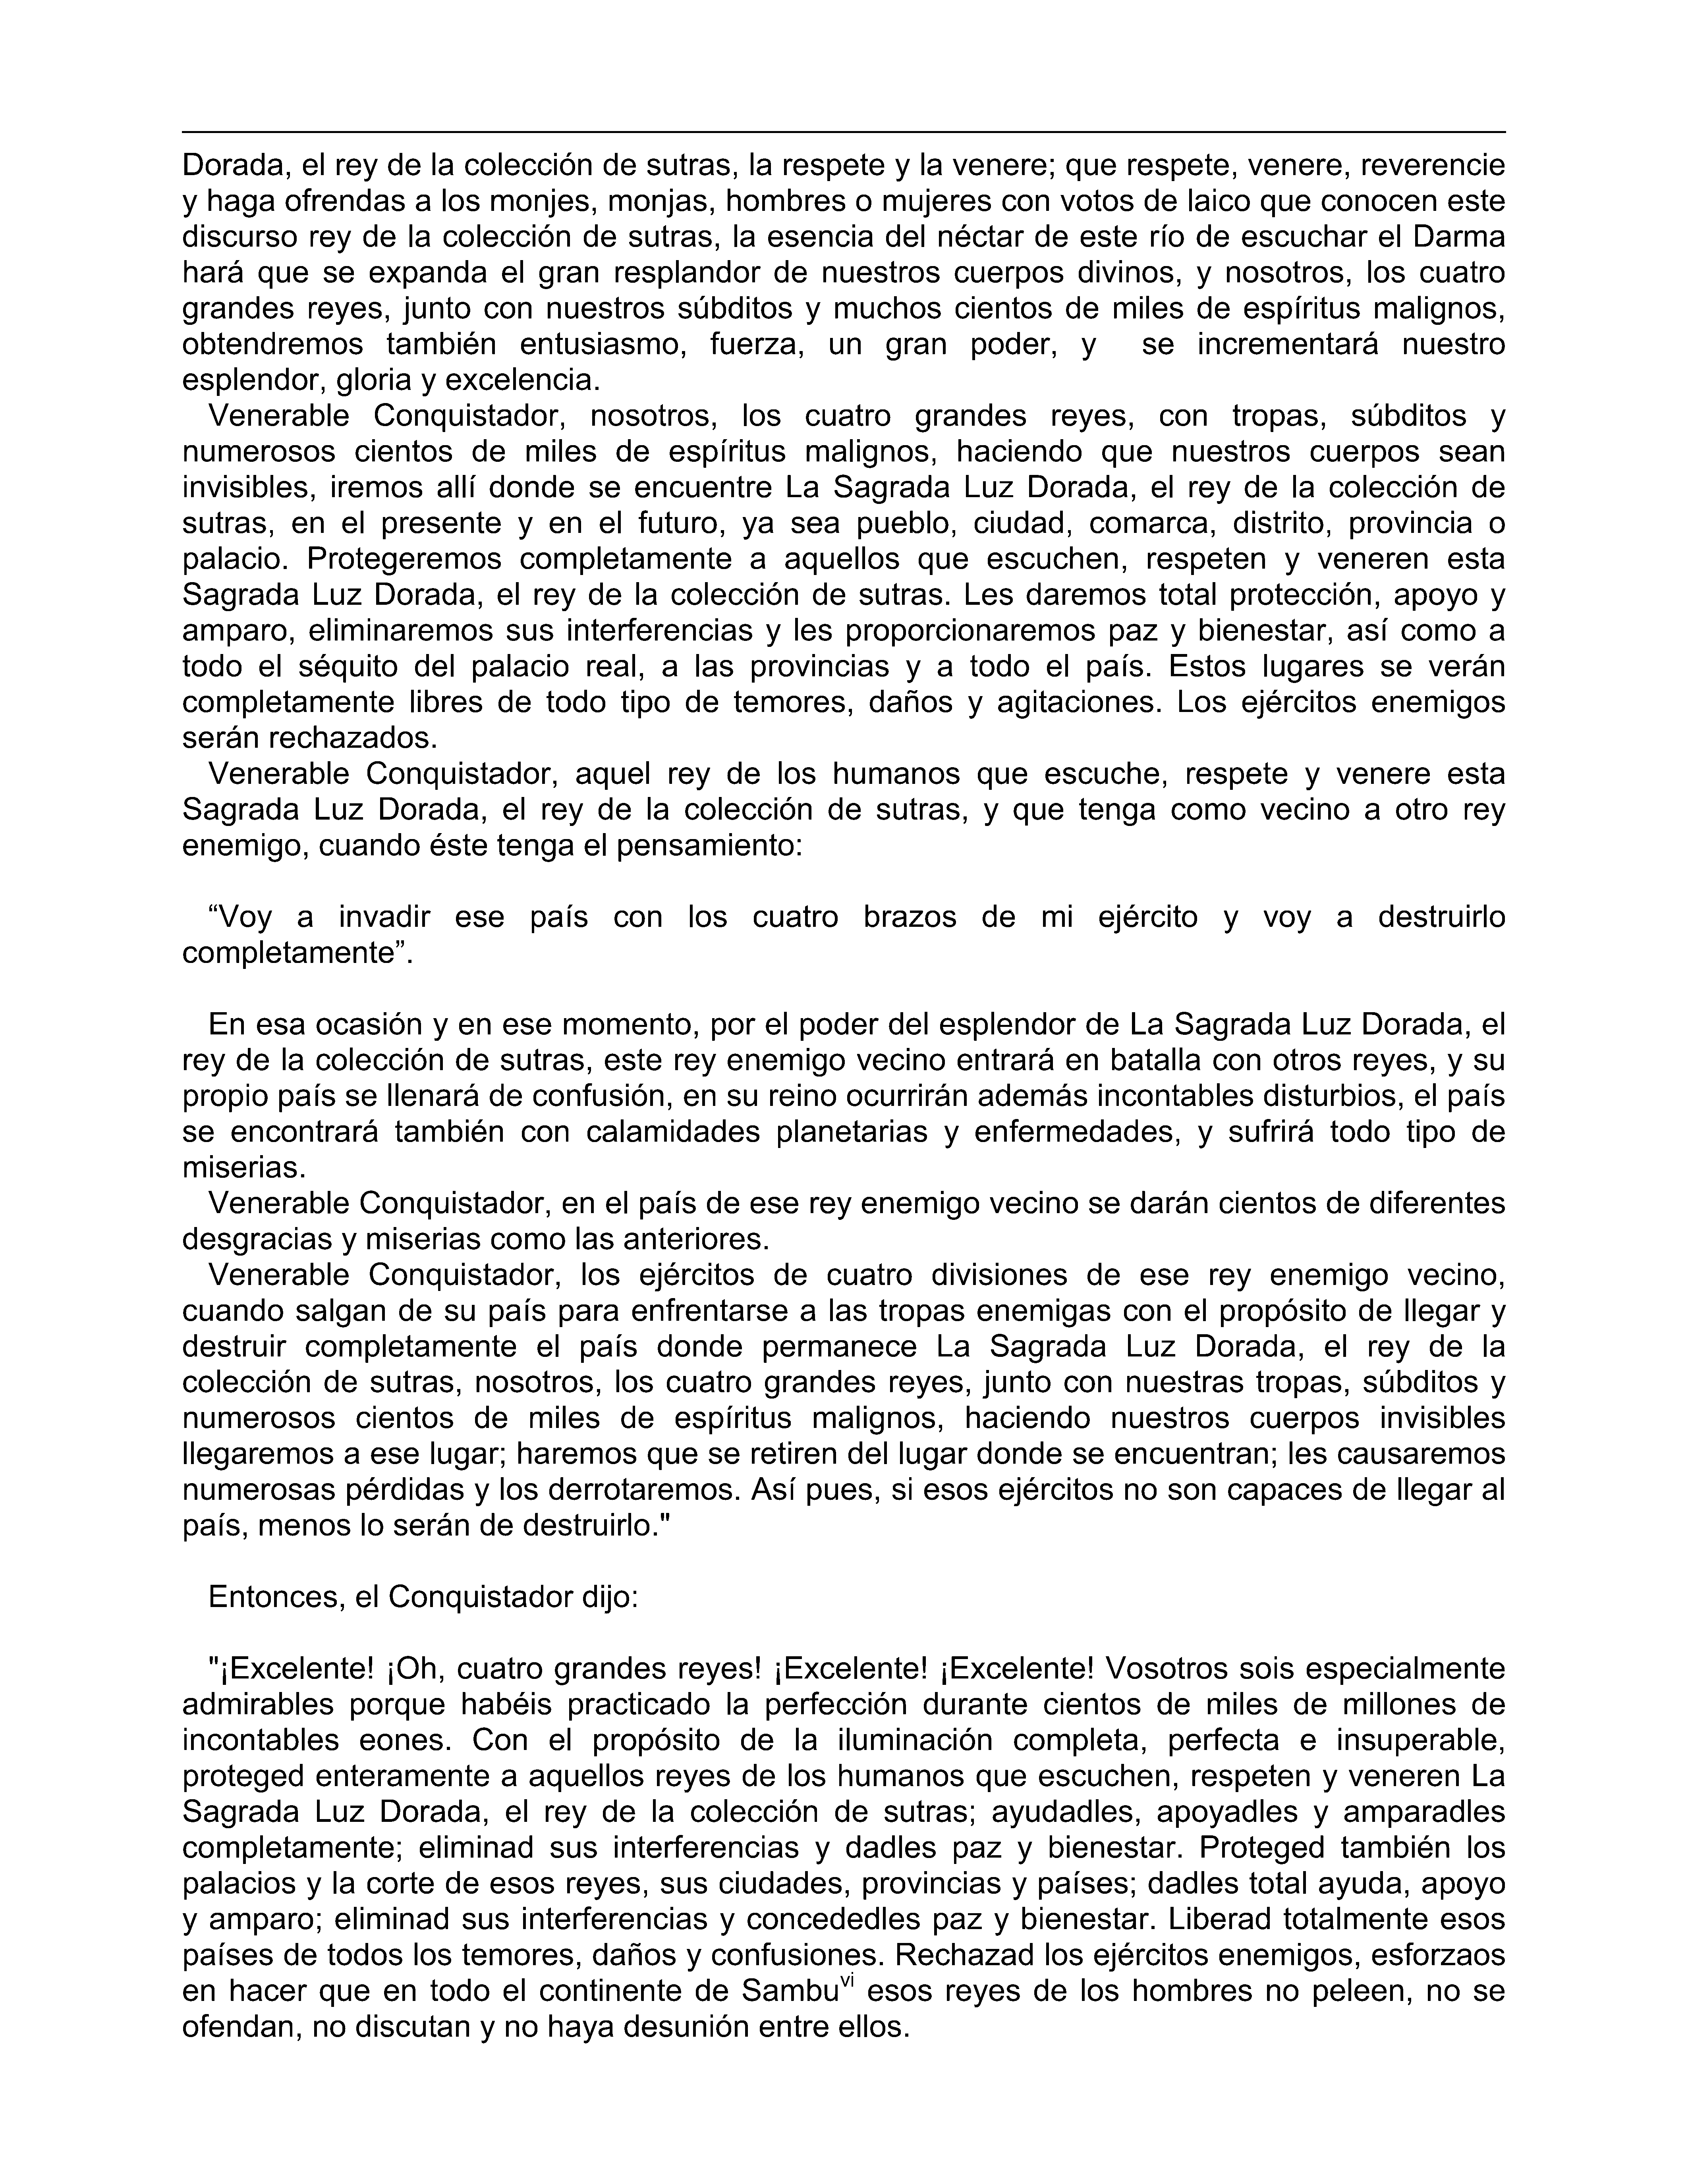 Dorada, el rey de la colección de sutras, la respete y la venere; que respete, venere, reverencie
y haga ofrendas a los monjes, monjas, hombres o mujeres con votos de laico que conocen este
discurso rey de la colección de sutras, la esencia del néctar de este río de escuchar el Darma
hará que se expanda el gran resplandor de nuestros cuerpos divinos, y nosotros, los cuatro
grandes reyes, junto con nuestros súbditos y muchos cientos de miles de espíritus malignos,
obtendremos también entusiasmo, fuerza, un gran poder, y se incrementará nuestro
esplendor, gloria y excelencia.
Venerable Conquistador, nosotros, los cuatro grandes reyes, con tropas, súbditos y
numerosos cientos de miles de espíritus malignos, haciendo que nuestros cuerpos sean
invisibles, iremos allí donde se encuentre La Sagrada Luz Dorada, el rey de la colección de
sutras, en el presente y en el futuro, ya sea pueblo, ciudad, comarca, distrito, provincia o
palacio. Protegeremos completamente a aquellos que escuchen, respeten y veneren esta
Sagrada Luz Dorada, el rey de la colección de sutras. Les daremos total protección, apoyo y
amparo, eliminaremos sus interferencias y les proporcionaremos paz y bienestar, así como a
todo el séquito del palacio real, a las provincias y a todo el país. Estos lugares se verán
completamente libres de todo tipo de temores, daños y agitaciones. Los ejércitos enemigos
serán rechazados.
Venerable Conquistador, aquel rey de los humanos que escuche, respete y venere esta
Sagrada Luz Dorada, el rey de la colección de sutras, y que tenga como vecino a otro rey
enemigo, cuando éste tenga el pensamiento:
“Voy a invadir ese país con los cuatro brazos de mi ejército y voy a destruirlo
completamente”.
En esa ocasión y en ese momento, por el poder del esplendor de La Sagrada Luz Dorada, el
rey de la colección de sutras, este rey enemigo vecino entrará en batalla con otros reyes, y su
propio país se llenará de confusión, en su reino ocurrirán además incontables disturbios, el país
se encontrará también con calamidades planetarias y enfermedades, y sufrirá todo tipo de
miserias.
Venerable Conquistador, en el país de ese rey enemigo vecino se darán cientos de diferentes
desgracias y miserias como las anteriores.
Venerable Conquistador, los ejércitos de cuatro divisiones de ese rey enemigo vecino,
cuando salgan de su país para enfrentarse a las tropas enemigas con el propósito de llegar y
destruir completamente el país donde permanece La Sagrada Luz Dorada, el rey de la
colección de sutras, nosotros, los cuatro grandes reyes, junto con nuestras tropas, súbditos y
numerosos cientos de miles de espíritus malignos, haciendo nuestros cuerpos invisibles
llegaremos a ese lugar; haremos que se retiren del lugar donde se encuentran; les causaremos
numerosas pérdidas y los derrotaremos. Así pues, si esos ejércitos no son capaces de llegar al
país, menos lo serán de destruirlo."
Entonces, el Conquistador dijo:
"¡Excelente! ¡Oh, cuatro grandes reyes! ¡Excelente! ¡Excelente! Vosotros sois especialmente
admirables porque habéis practicado la perfección durante cientos de miles de millones de
incontables eones. Con el propósito de la iluminación completa, perfecta e insuperable,
proteged enteramente a aquellos reyes de los humanos que escuchen, respeten y veneren La
Sagrada Luz Dorada, el rey de la colección de sutras; ayudadles, apoyadles y amparadles
completamente; eliminad sus interferencias y dadles paz y bienestar. Proteged también los
palacios y la corte de esos reyes, sus ciudades, provincias y países; dadles total ayuda, apoyo
y amparo; eliminad sus interferencias y concededles paz y bienestar. Liberad totalmente esos
países de todos los temores, daños y confusiones. Rechazad los ejércitos enemigos, esforzaos
en hacer que en todo el continente de Sambu^vi esos reyes de los hombres no peleen, no se
ofendan, no discutan y no haya desunión entre ellos.